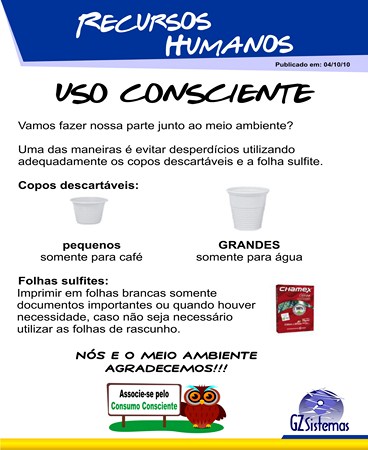 RECURSOS
HUMANOS
Publicado em: 04/10/10
USO CONSCIENTE
Vamos fazer nossa parte junto ao meio ambiente?
Uma das maneiras é evitar desperdícios utilizando
adequadamente os copos descartáveis e a folha sulfite.
Copos descartáveis:
pequenos
somente para café
GRANDES
somente para água
Folhas sulfites:
Imprimir em folhas brancas somente
documentos importantes ou quando houver
necessidade, caso não seja necessário
utilizar as folhas de rascunho.
CHAMEX
NÓS E O MEIO AMBIENTE
AGRADECEMOS!!!
Associe-se pelo
Consumo Consciente
GZ Sistemas